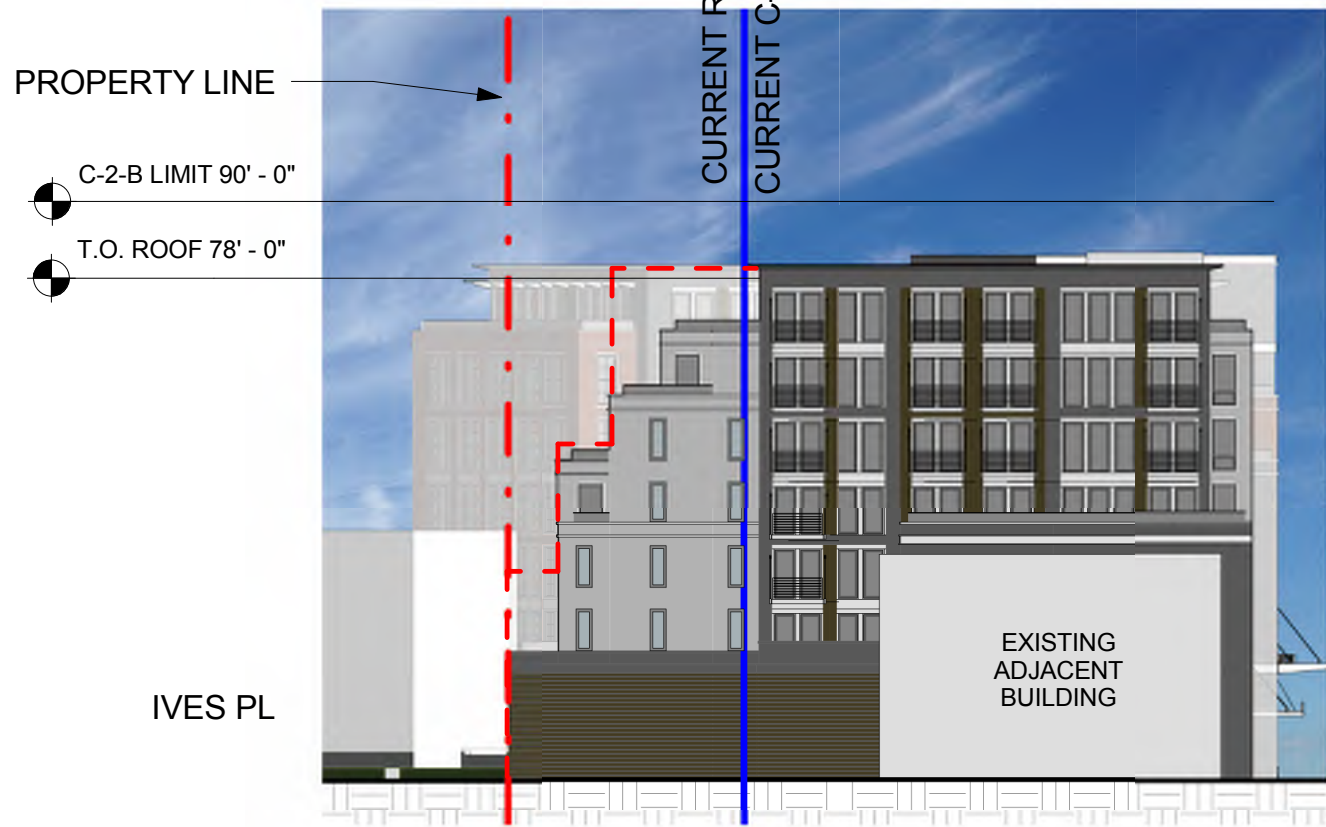 PROPERTY LINE
CURRENT
CURRENT
C-2-B LIMIT 90' - 0"
T.O. ROOF 78' - 0"
EXISTING
ADJACENT
BUILDING
IVES PL